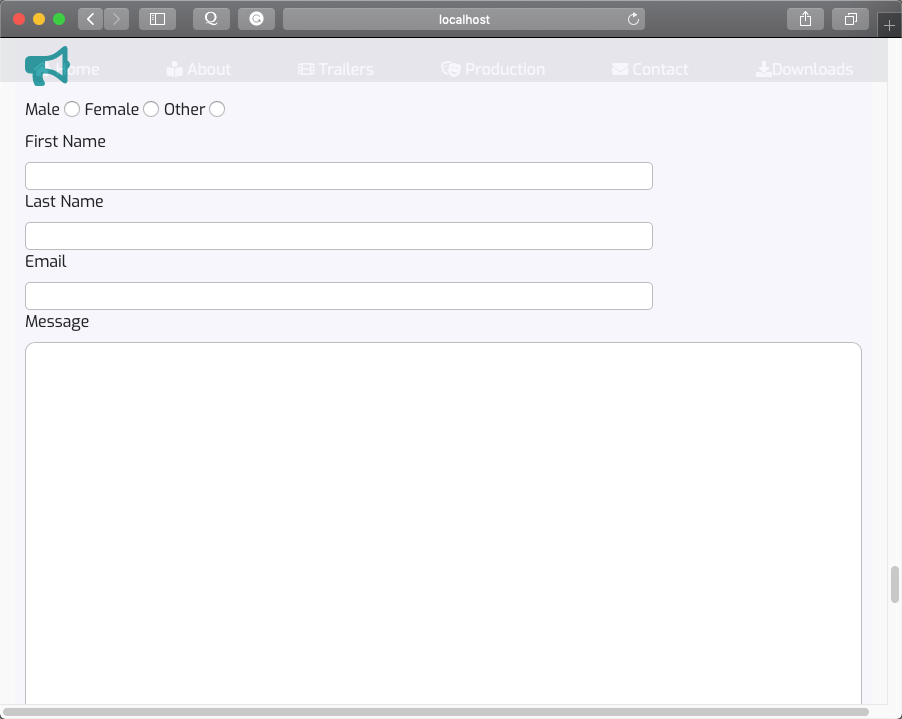 localhost
Home About Trailers Production Contact Downloads
Male Female Other
First Name
Last Name
Email
Message